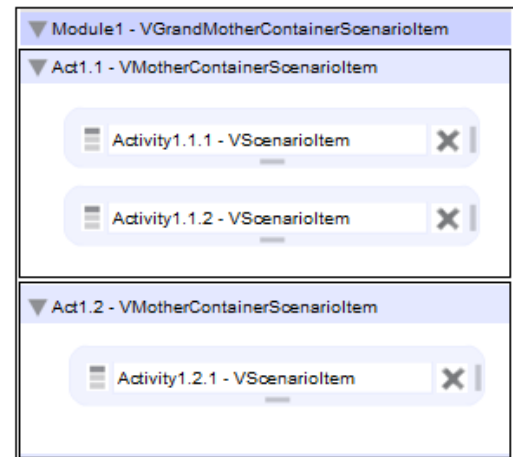 Module1 - VGrandMotherContainerScenarioItem
Act1.1 - VMotherContainerScenarioItem
Activity1.1.1 - VScenarioItem
Activity1.1.2 - VScenarioItem
Act1.2 - VMotherContainerScenarioItem
Activity1.2.1 - VScenarioItem